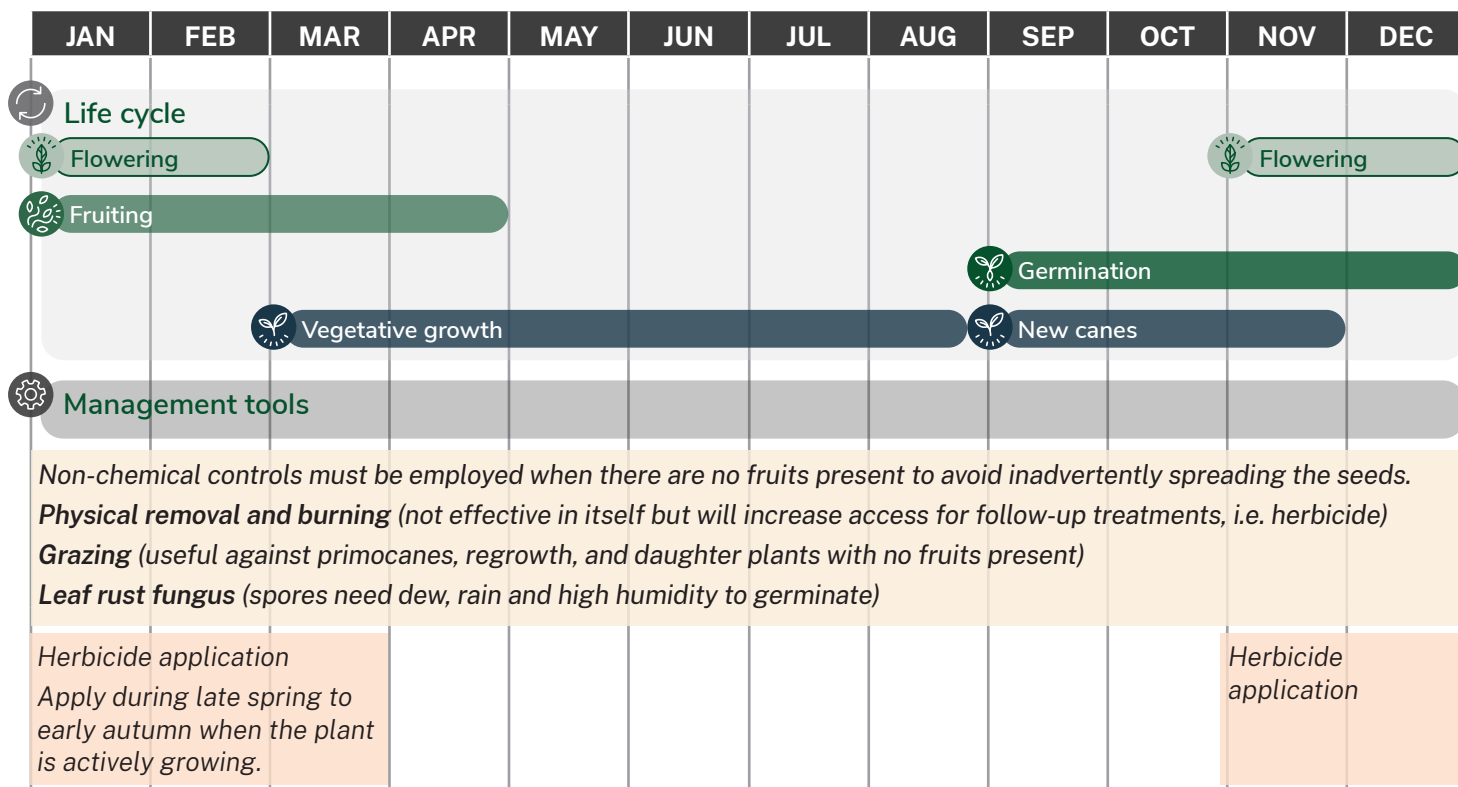 JAN FEB MAR APR MAY JUN JUL AUG SEP OCT NOV DEC
Life cycle
Flowering Flowering
Fruiting
Germination
Vegetative growth New canes
Management tools
Non-chemical controls must be employed when there are no fruits present to avoid inadvertently spreading the seeds.
Physical removal and burning (not effective in itself but will increase access for follow-up treatments, i.e. herbicide)
Grazing (useful against primocanes, regrowth, and daughter plants with no fruits present)
Leaf rust fungus (spores need dew, rain and high humidity to germinate)
Herbicide application
Apply during late spring to
early autumn when the plant
is actively growing.
Herbicide
application